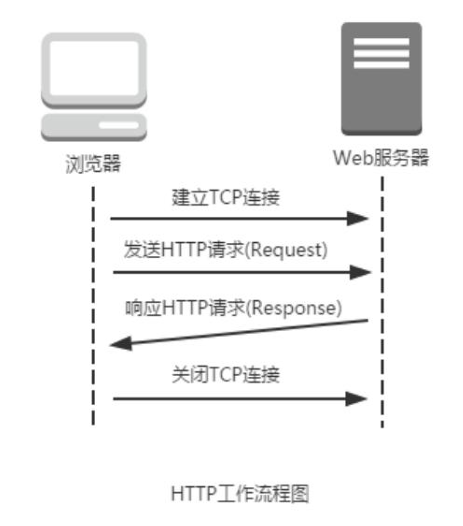 浏览器
Web服务器
建立TCP连接
发送HTTP请求(Request)
响应HTTP请求(Response)
关闭TCP连接
HTTP工作流程图